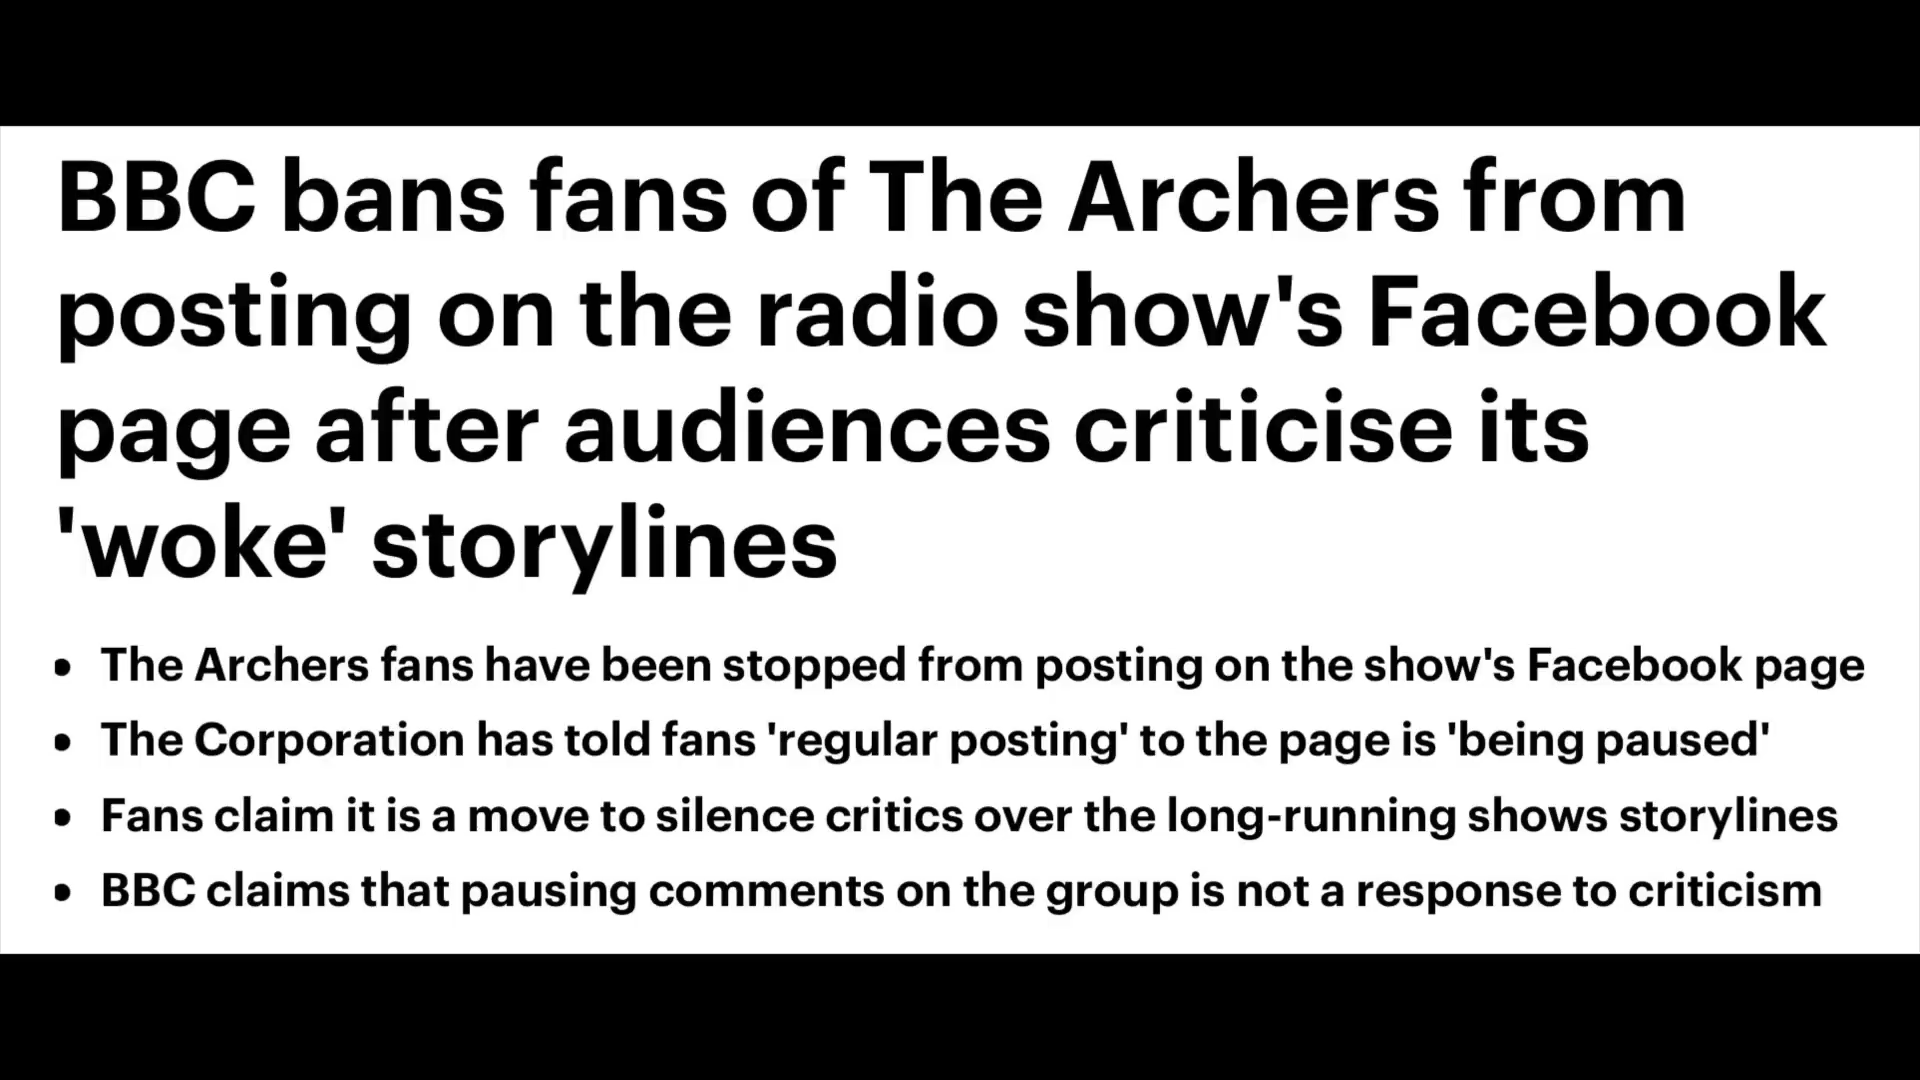 BBC bans fans of The Archers from
posting on the radio show's Facebook
page after audiences criticise its
'woke' storylines
• The Archers fans have been stopped from posting on the show's Facebook page
• The Corporation has told fans 'regular posting' to the page is 'being paused'
• Fans claim it is a move to silence critics over the long-running shows storylines
• BBC claims that pausing comments on the group is not a response to criticism